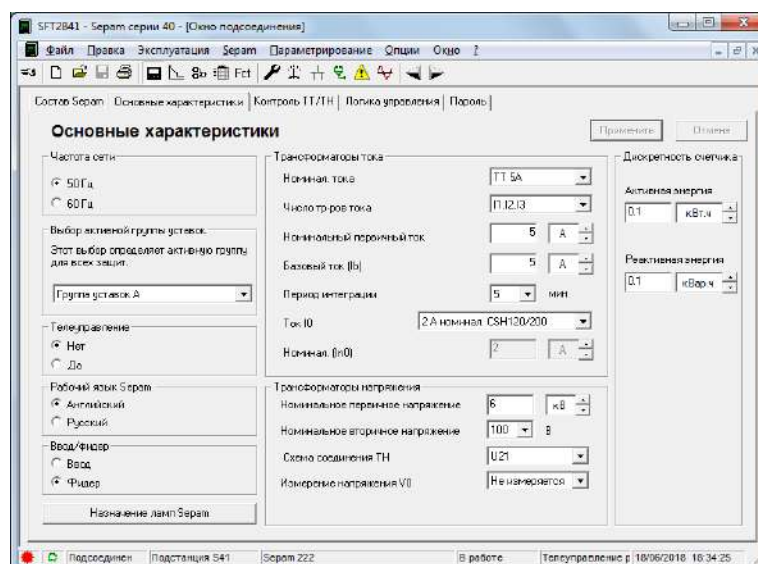 SFT2841 - Sepam серии 40 - [Окно подсоединения]
Файл Правка Эксплуатация Sepam Параметрирование Опции Окно ?
Fct
Состав Sepam Основные характеристики Контроль ТТ/ТН Логика управления Пароль
Основные характеристики
Применить Отмена
Частота сети
50Гц
60Гц
Выбор активной группы уставок.
Этот выбор определяет активную группу
для всех защит.
Группа уставок А
Телеуправление
Нет
Да
Рабочий язык Sepam
Английский
Русский
Ввод/фидер
Ввод
Фидер
Назначение ламп Sepam
Трансформаторы тока
Номинал. тока ТТ 5А
Число тр-ров тока I1,I2,I3
Номинальный первичный ток 5 А
Базовый ток (Ib) 5 А
Период интеграции 5 мин
Ток I0 2 А номинал. CSH120/200
Номинал. (In0) 2 А
Трансформаторы напряжения
Номинальное первичное напряжение 6 кВ
Номинальное вторичное напряжение 100 В
Схема соединения ТН U21
Измерение напряжения V0 Не измеряется
Дискретность счетчика
Активная энергия
0.1 кВт.ч
Реактивная энергия
0.1 кВар.ч
Подсоединен Подстанция S41 Sepam 222 В работе Телеуправление р 18/06/2018 16:34:25